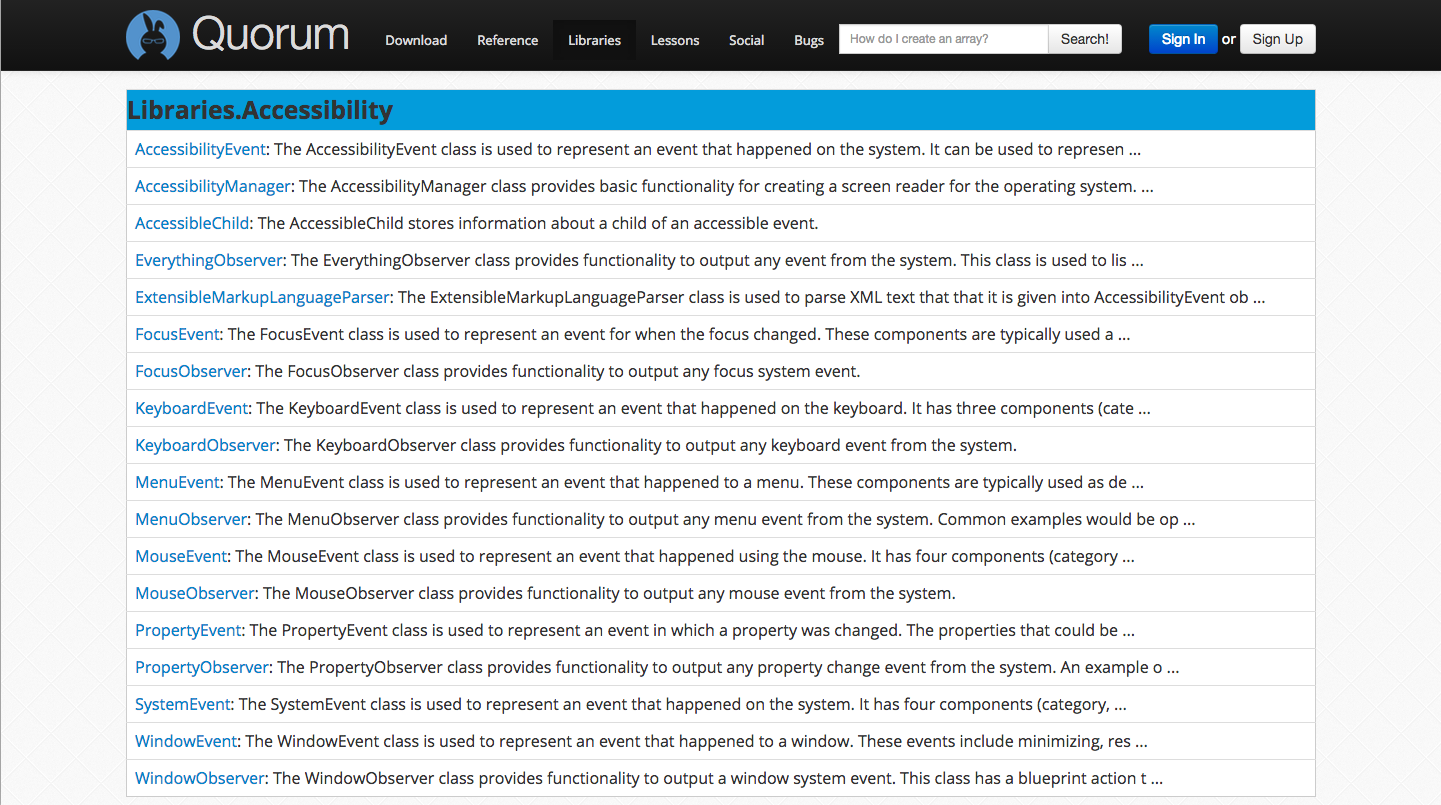 Quorum Download Reference Libraries Lessons Social Bugs How do I create an array? Search! Sign In or Sign Up
Libraries.Accessibility
AccessibilityEvent: The AccessibilityEvent class is used to represent an event that happened on the system. It can be used to represen ...
AccessibilityManager: The AccessibilityManager class provides basic functionality for creating a screen reader for the operating system. ...
AccessibleChild: The AccessibleChild stores information about a child of an accessible event.
EverythingObserver: The EverythingObserver class provides functionality to output any event from the system. This class is used to lis ...
ExtensibleMarkupLanguageParser: The ExtensibleMarkupLanguageParser class is used to parse XML text that that it is given into AccessibilityEvent ob ...
FocusEvent: The FocusEvent class is used to represent an event for when the focus changed. These components are typically used a ...
FocusObserver: The FocusObserver class provides functionality to output any focus system event.
KeyboardEvent: The KeyboardEvent class is used to represent an event that happened on the keyboard. It has three components (cate ...
KeyboardObserver: The KeyboardObserver class provides functionality to output any keyboard event from the system.
MenuEvent: The MenuEvent class is used to represent an event that happened to a menu. These components are typically used as de ...
MenuObserver: The MenuObserver class provides functionality to output any menu event from the system. Common examples would be op ...
MouseEvent: The MouseEvent class is used to represent an event that happened using the mouse. It has four components (category ...
MouseObserver: The MouseObserver class provides functionality to output any mouse event from the system.
PropertyEvent: The PropertyEvent class is used to represent an event in which a property was changed. The properties that could be ...
PropertyObserver: The PropertyObserver class provides functionality to output any property change event from the system. An example o ...
SystemEvent: The SystemEvent class is used to represent an event that happened on the system. It has four components (category, ...
WindowEvent: The WindowEvent class is used to represent an event that happened to a window. These events include minimizing, res ...
WindowObserver: The WindowObserver class provides functionality to output a window system event. This class has a blueprint action t ...